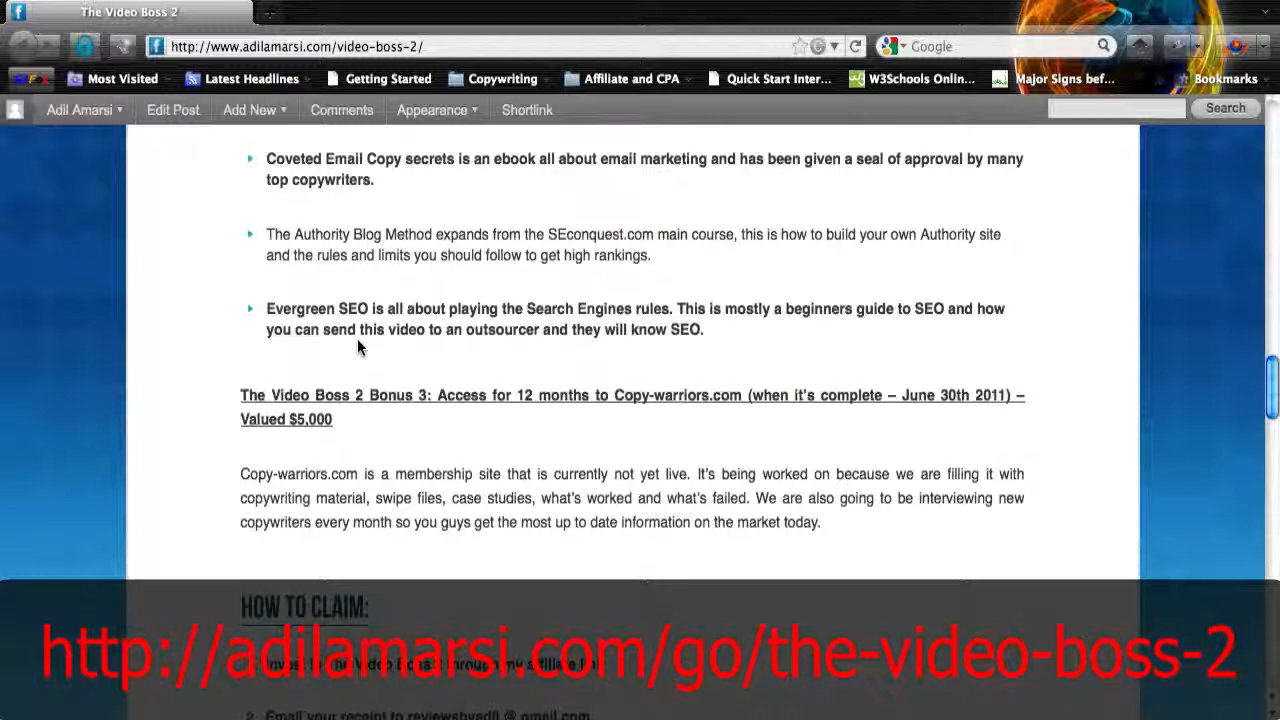 The Video Boss 2
http://www.adilamarsi.com/video-boss-2/
Google
Most Visited
Latest Headlines
Getting Started
Copywriting
Affiliate and CPA
Quick Start Inter...
W3Schools Onlin...
Major Signs bef...
Bookmarks
Adil Amarsi
Edit Post
Add New
Comments
Appearance
Shortlink
Search
Coveted Email Copy secrets is an ebook all about email marketing and has been given a seal of approval by many
top copywriters.
The Authority Blog Method expands from the SEconquest.com main course, this is how to build your own Authority site
and the rules and limits you should follow to get high rankings.
Evergreen SEO is all about playing the Search Engines rules. This is mostly a beginners guide to SEO and how
you can send this video to an outsourcer and they will know SEO.
The Video Boss 2 Bonus 3: Access for 12 months to Copy-warriors.com (when it's complete – June 30th 2011) –
Valued $5,000
Copy-warriors.com is a membership site that is currently not yet live. It's being worked on because we are filling it with
copywriting material, swipe files, case studies, what's worked and what's failed. We are also going to be interviewing new
copywriters every month so you guys get the most up to date information on the market today.
HOW TO CLAIM:
http://adilamarsi.com/go/the-video-boss-2
2. Email your receipt to reviewsbyadil @ gmail.com